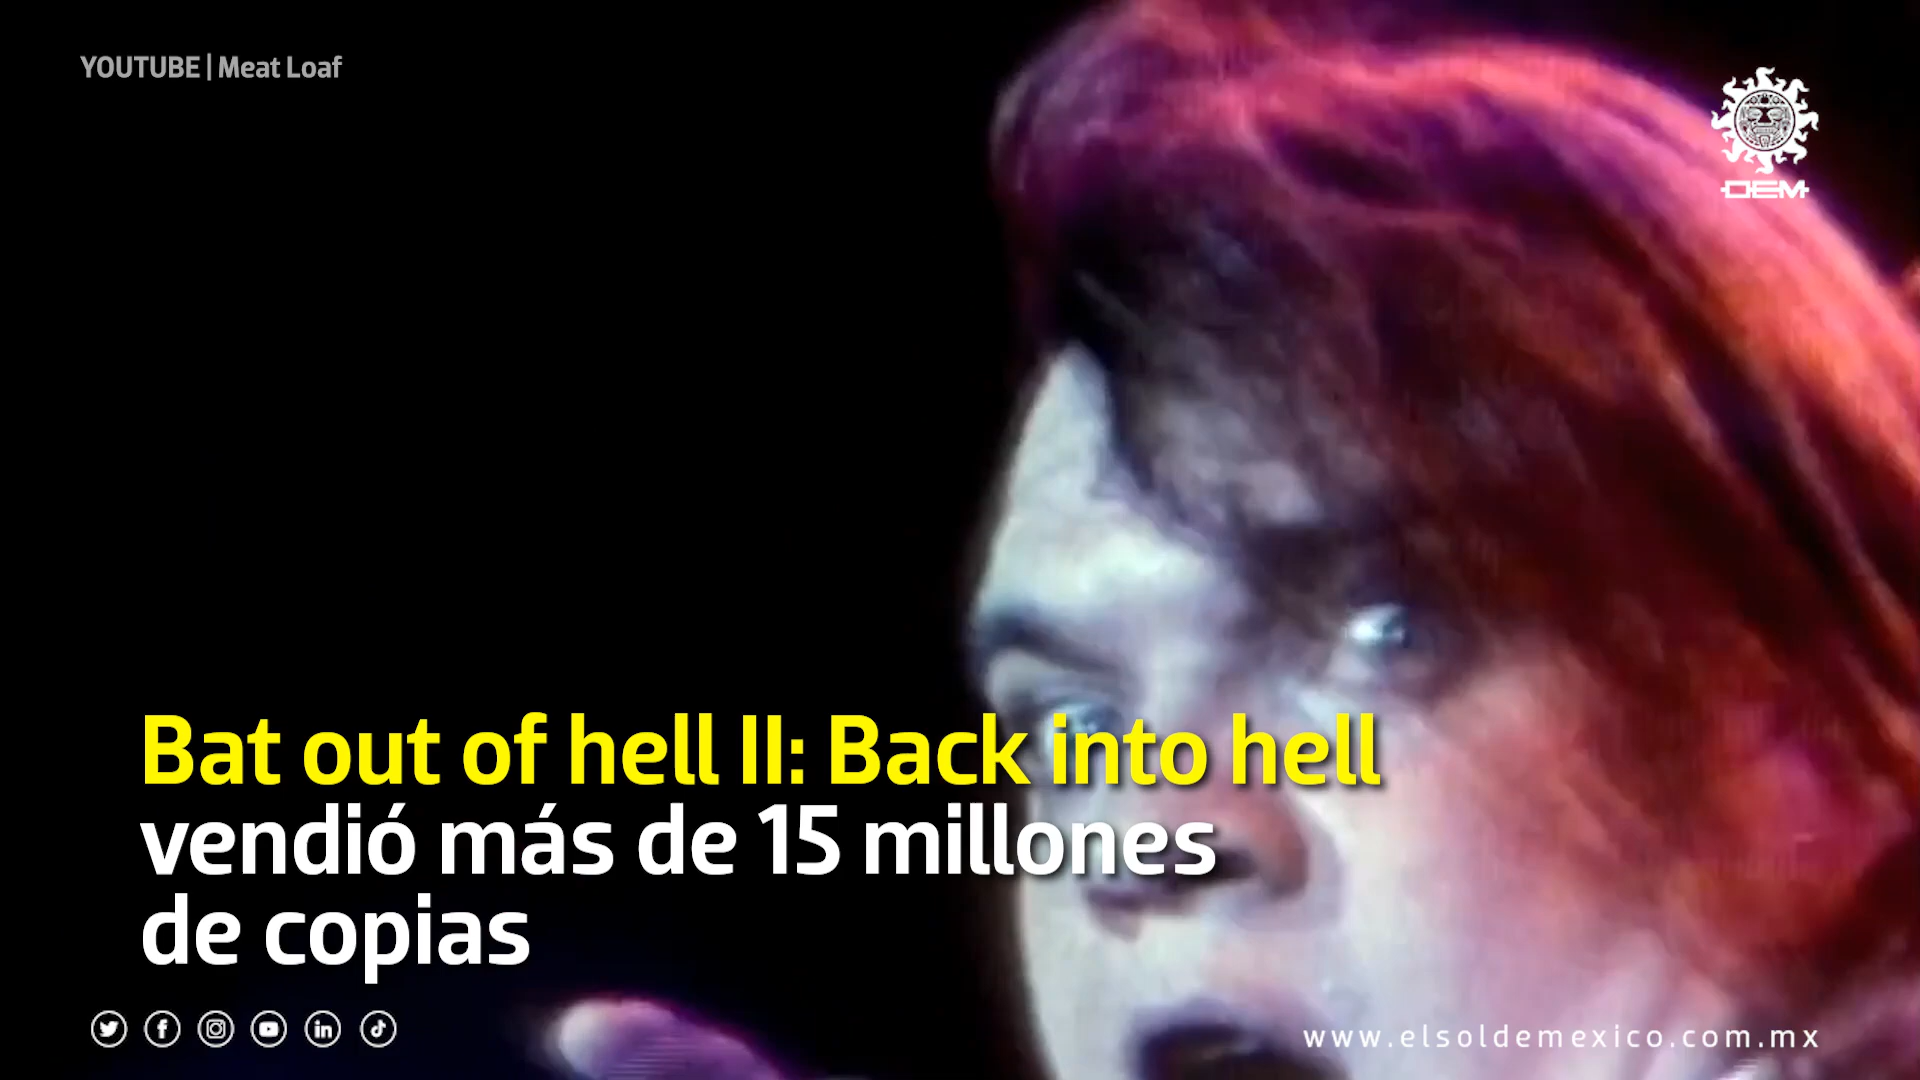 YOUTUBE | Meat Loaf
OEM
Bat out of hell II: Back into hell
vendió más de 15 millones
de copias
www.elsoldemexico.com.mx